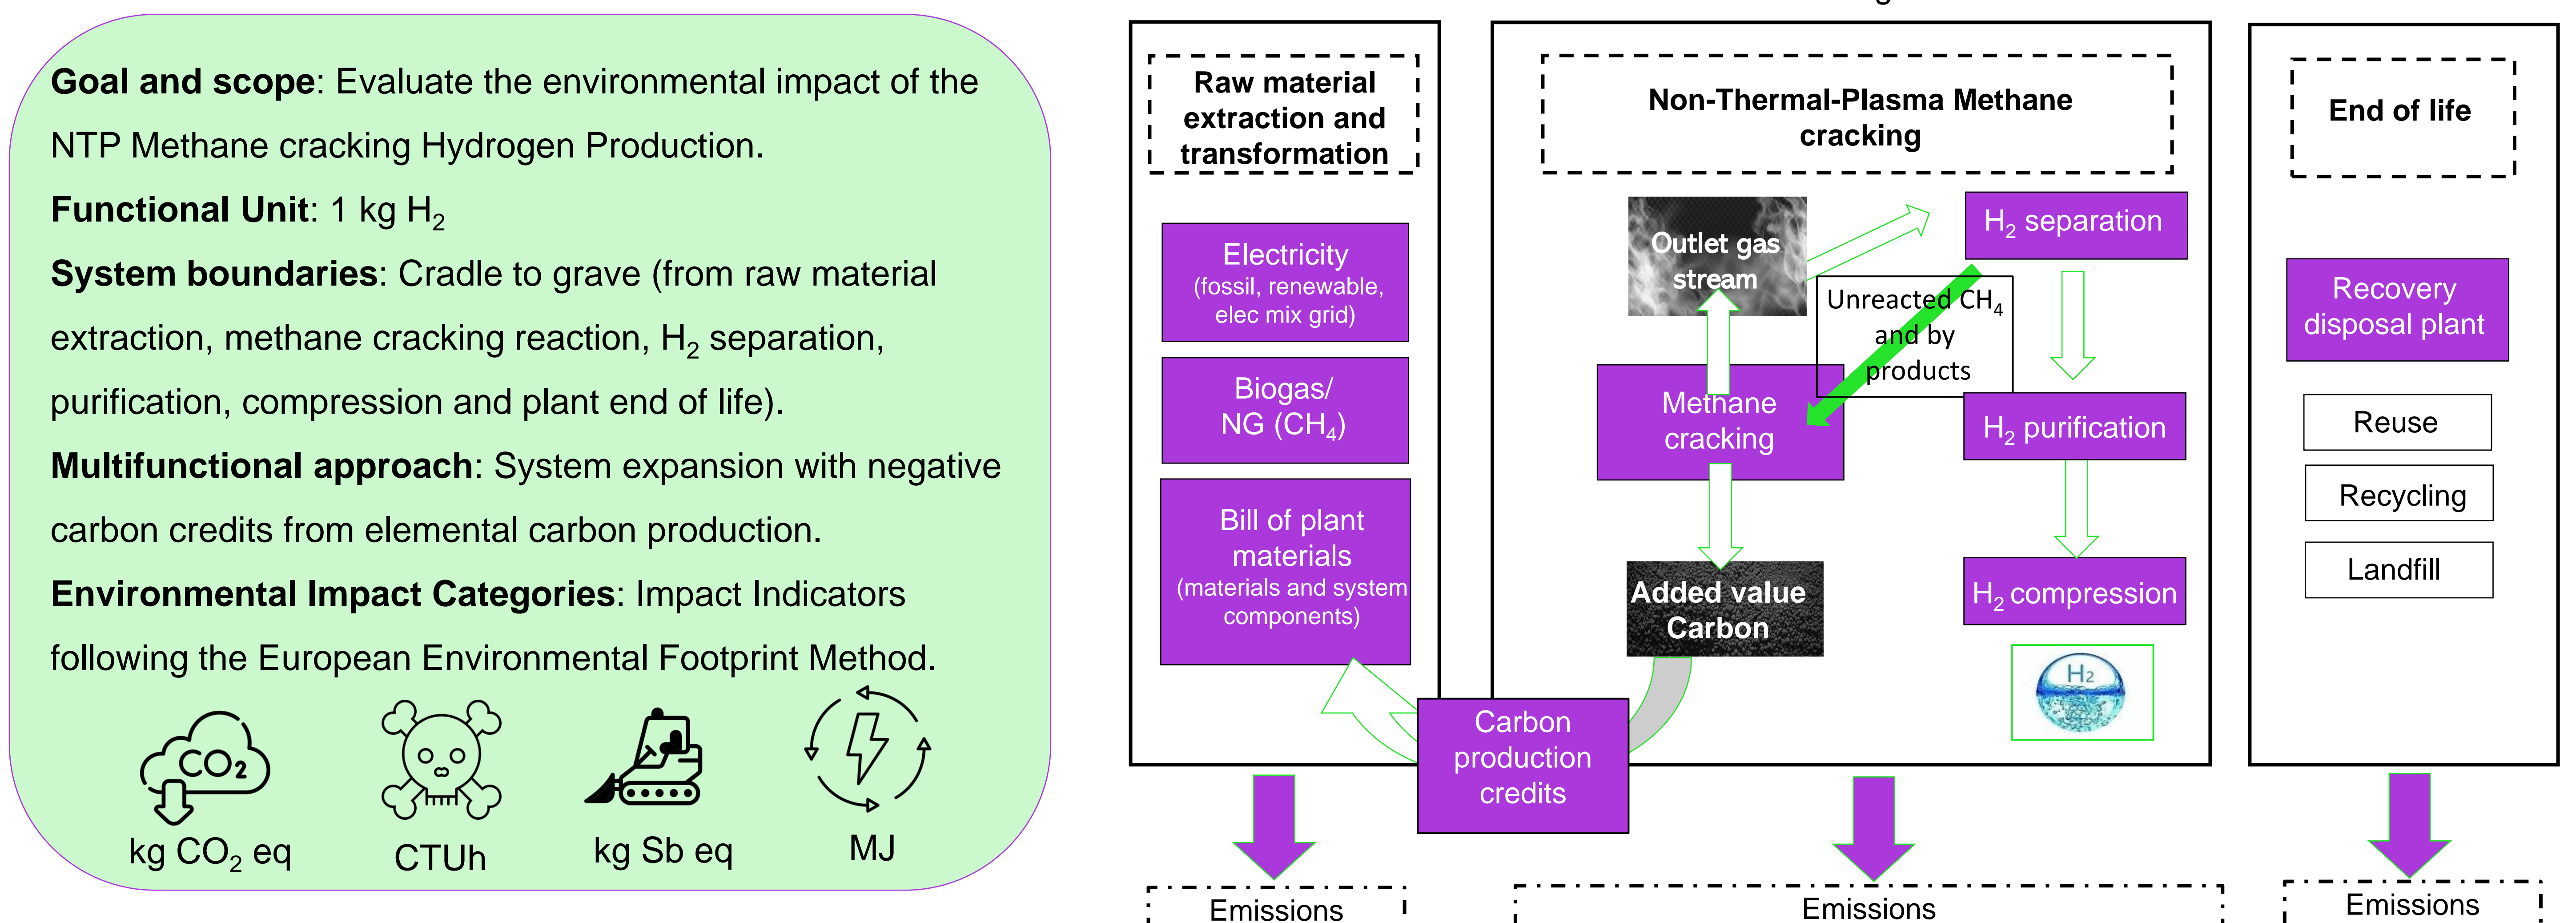 Goal and scope: Evaluate the environmental impact of the
NTP Methane cracking Hydrogen Production.
Functional Unit: 1 kg H₂
System boundaries: Cradle to grave (from raw material
extraction, methane cracking reaction, H₂ separation,
purification, compression and plant end of life).
Multifunctional approach: System expansion with negative
carbon credits from elemental carbon production.
Environmental Impact Categories: Impact Indicators
following the European Environmental Footprint Method.
CO₂
kg CO₂ eq
CTUh
kg Sb eq
MJ
Raw material
extraction and
transformation
Electricity
(fossil, renewable,
elec mix grid)
Biogas/
NG (CH₄)
Bill of plant
materials
(materials and system
components)
Non-Thermal-Plasma Methane
cracking
Outlet gas
stream
H₂ separation
Unreacted CH₄
and by
products
Methane
cracking
H₂ purification
Added value
Carbon
H₂ compression
H₂
Carbon
production
credits
End of life
Recovery
disposal plant
Reuse
Recycling
Landfill
Emissions
Emissions
Emissions